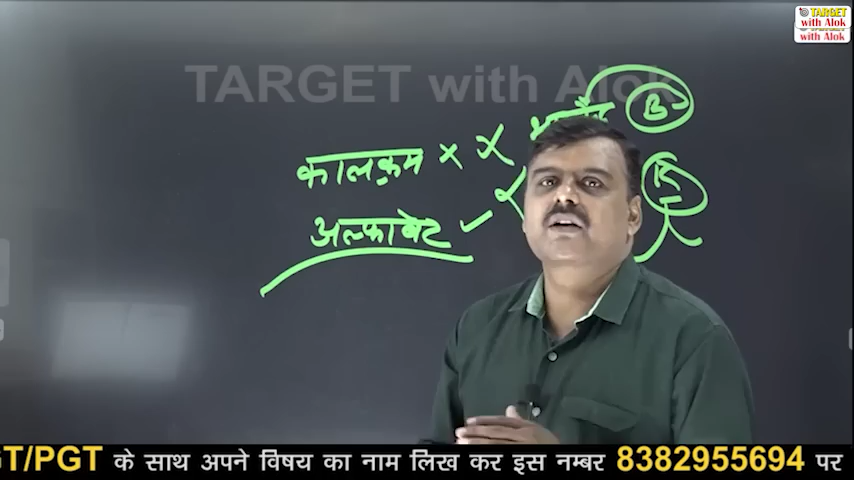 TARGET
with Alok
with Alok
TARGET with Alok
B
कालक्रम × ×
अल्फाबेट
GT/PGT के साथ अपने विषय का नाम लिख कर इस नम्बर 8382955694 पर